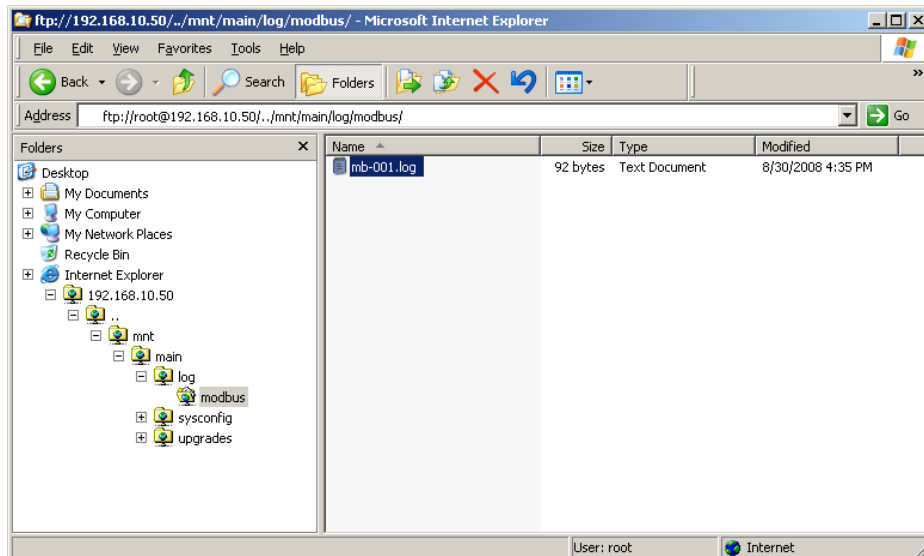 ftp://192.168.10.50/../mnt/main/log/modbus/ - Microsoft Internet Explorer
File Edit View Favorites Tools Help
Back Search Folders »
Address ftp://root@192.168.10.50/../mnt/main/log/modbus/ Go
Folders
Name Size Type Modified
Desktop
My Documents
My Computer
My Network Places
Recycle Bin
Internet Explorer
192.168.10.50
..
mnt
main
log
modbus
sysconfig
upgrades
mb-001.log 92 bytes Text Document 8/30/2008 4:35 PM
User: root Internet